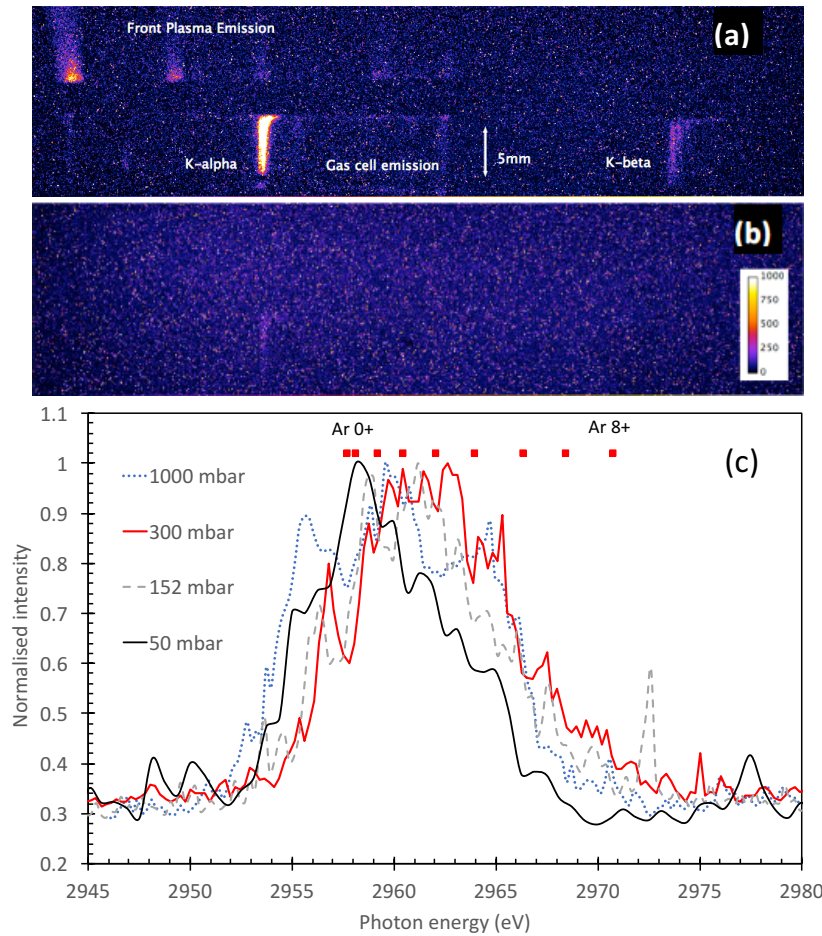 Front Plasma Emission
(a)
K-alpha
Gas cell emission
5mm
K-beta
(b)
1000
750
500
250
0
(c)
Ar 0+
Ar 8+
1000 mbar
300 mbar
152 mbar
50 mbar
Normalised intensity
1.1
1
0.9
0.8
0.7
0.6
0.5
0.4
0.3
0.2
2945 2950 2955 2960 2965 2970 2975 2980
Photon energy (eV)